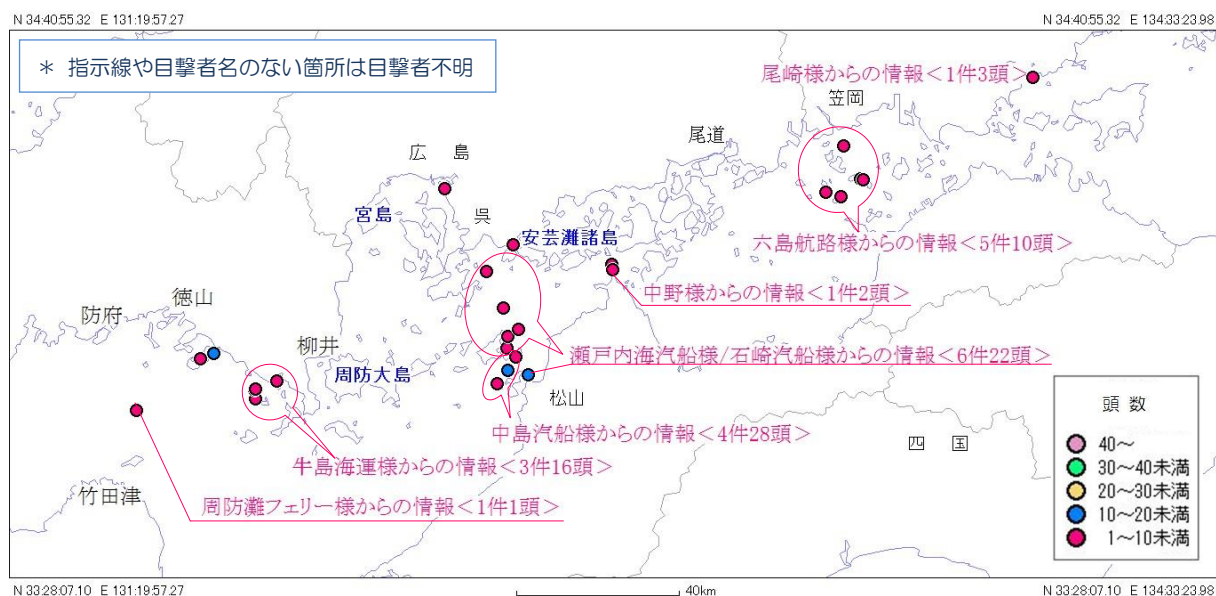 N 34:40:55.32 E 131:19:57.27
N 34:40:55.32 E 134:33:23.98
＊ 指示線や目撃者名のない箇所は目撃者不明
尾崎様からの情報＜1件3頭＞
笠岡
尾道
広島
呉
宮島
安芸灘諸島
六島航路様からの情報＜5件10頭＞
中野様からの情報＜1件2頭＞
徳山
防府
柳井
周防大島
瀬戸内海汽船様/石崎汽船様からの情報＜6件22頭＞
松山
中島汽船様からの情報＜4件28頭＞
四国
牛島海運様からの情報＜3件16頭＞
竹田津
周防灘フェリー様からの情報＜1件1頭＞
頭数
40～
30～40未満
20～30未満
10～20未満
1～10未満
N 33:28:07.10 E 131:19:57.27
40km
N 33:28:07.10 E 134:33:23.98